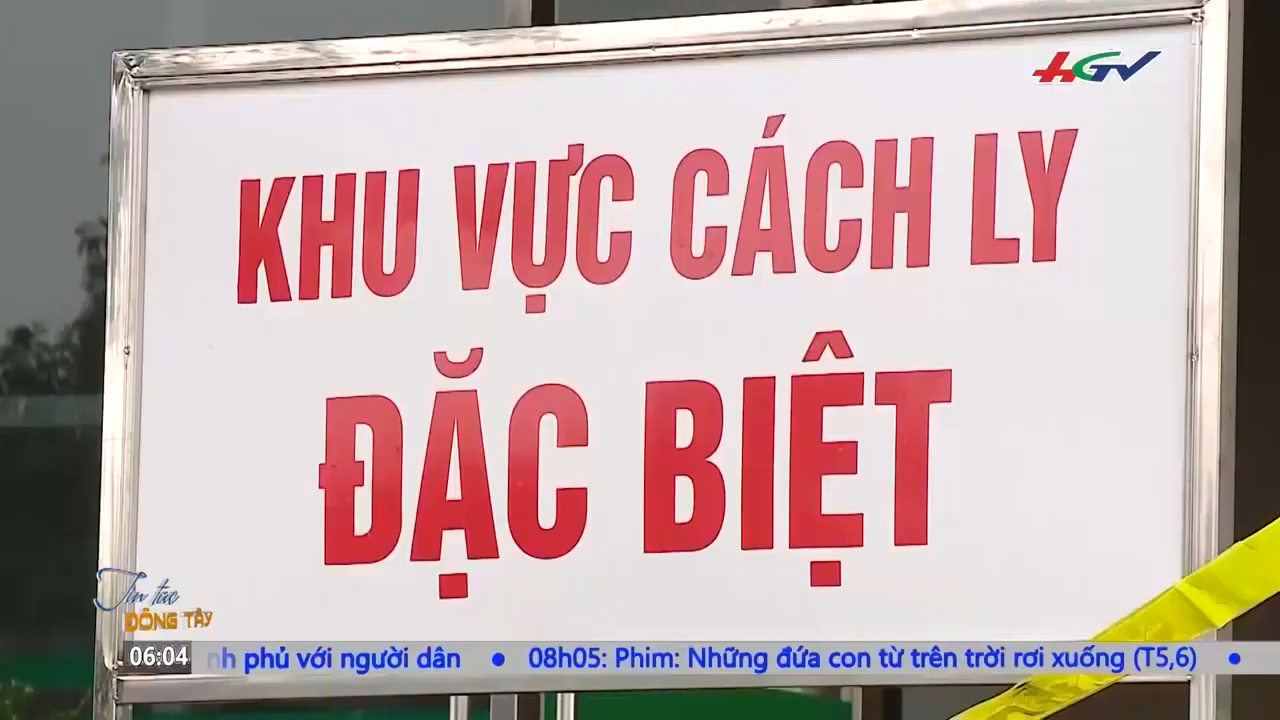 HGV
KHU VỰC CÁCH LY
ĐẶC BIỆT
Tin tức
ĐÔNG TÂY
06:04 nh phủ với người dân • 08h05: Phim: Những đứa con từ trên trời rơi xuống (T5,6) •